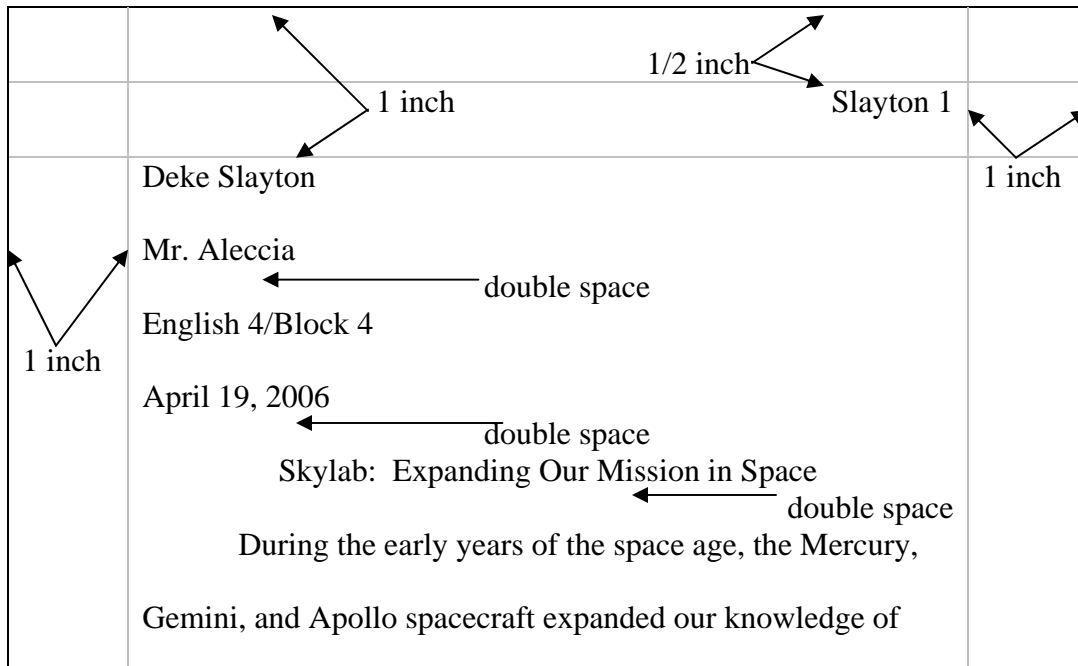 1/2 inch
1 inch
Slayton 1
Deke Slayton
1 inch
Mr. Aleccia
double space
English 4/Block 4
1 inch
April 19, 2006
double space
Skylab:  Expanding Our Mission in Space
double space
During the early years of the space age, the Mercury,
Gemini, and Apollo spacecraft expanded our knowledge of